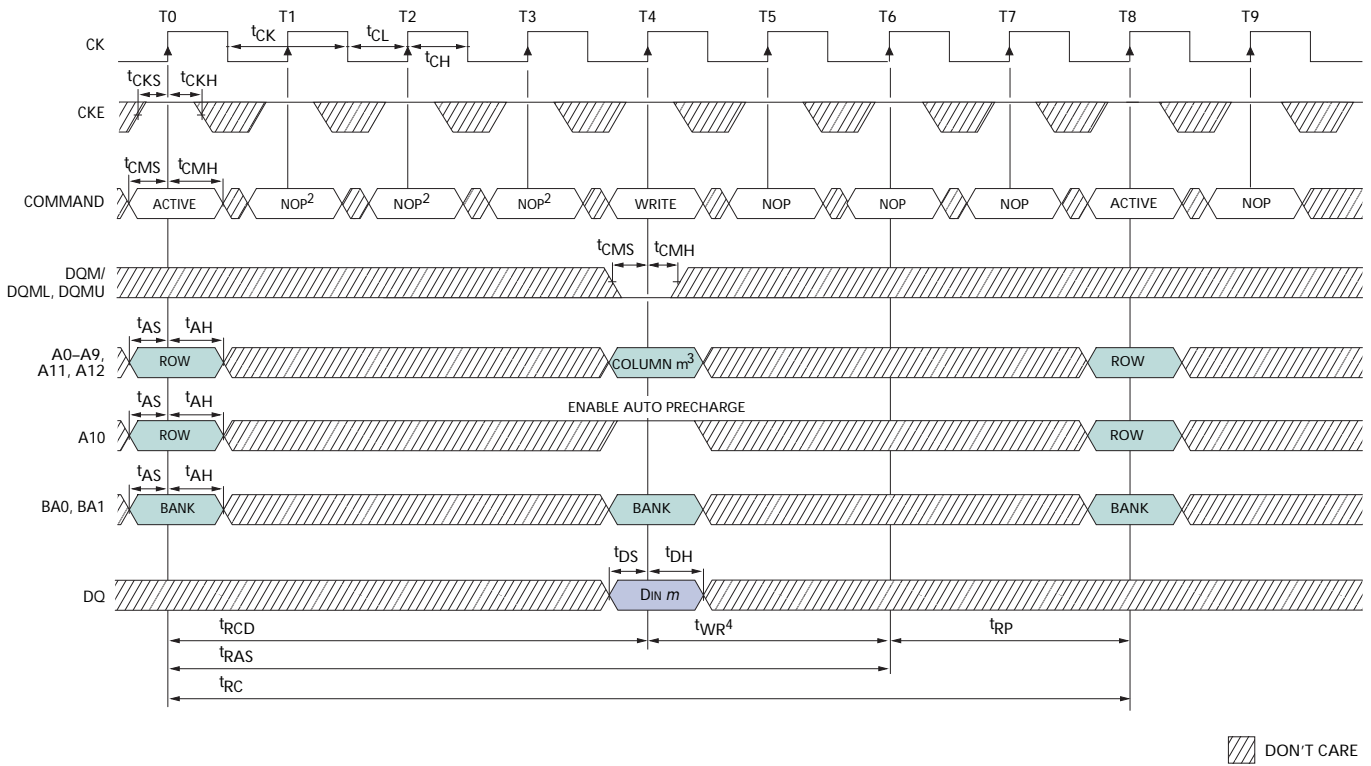 T0 T1 T2 T3 T4 T5 T6 T7 T8 T9
CK
tCK tCL
tCH
tCKS tCKH
CKE
tCMS tCMH
COMMAND ACTIVE NOP2 NOP2 NOP2 WRITE NOP NOP NOP ACTIVE NOP
tCMS tCMH
DQM/
DQML, DQMU
tAS tAH
A0–A9,
A11, A12
ROW COLUMN m3 ROW
tAS tAH
ENABLE AUTO PRECHARGE
A10 ROW ROW
tAS tAH
BA0, BA1 BANK BANK BANK
tDS tDH
DQ DIN m
tRCD tWR4 tRP
tRAS
tRC
DON'T CARE